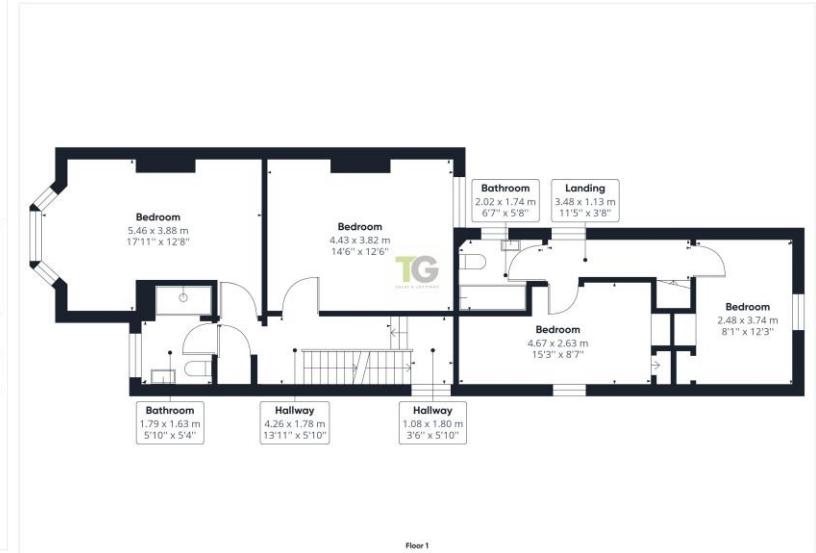 Bedroom
5.46 x 3.88 m
17'11" x 12'8"
Bedroom
4.43 x 3.82 m
14'6" x 12'6"
TG
Bathroom
2.02 x 1.74 m
6'7" x 5'8"
Landing
3.48 x 1.13 m
11'5" x 3'8"
Bedroom
4.67 x 2.63 m
15'3" x 8'7"
Bedroom
2.48 x 3.74 m
8'1" x 12'3"
Bathroom
1.79 x 1.63 m
5'10" x 5'4"
Hallway
4.26 x 1.78 m
13'11" x 5'10"
Hallway
1.08 x 1.80 m
3'6" x 5'10"
Floor 1